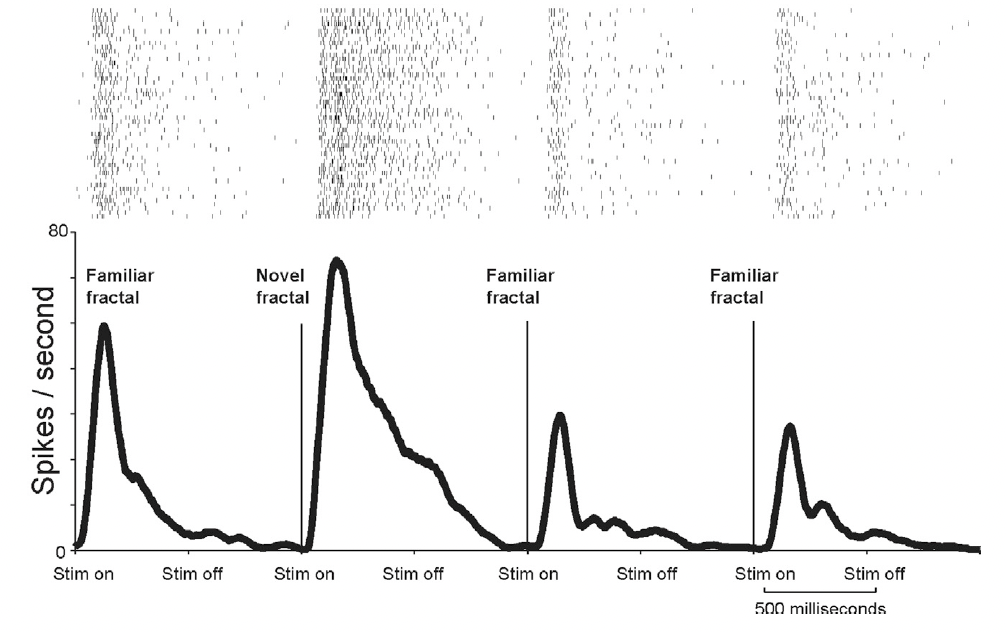 80
Familiar
fractal
Novel
fractal
Familiar
fractal
Familiar
fractal
Spikes / second
0
Stim on
Stim off
Stim on
Stim off
Stim on
Stim off
Stim on
Stim off
500 milliseconds